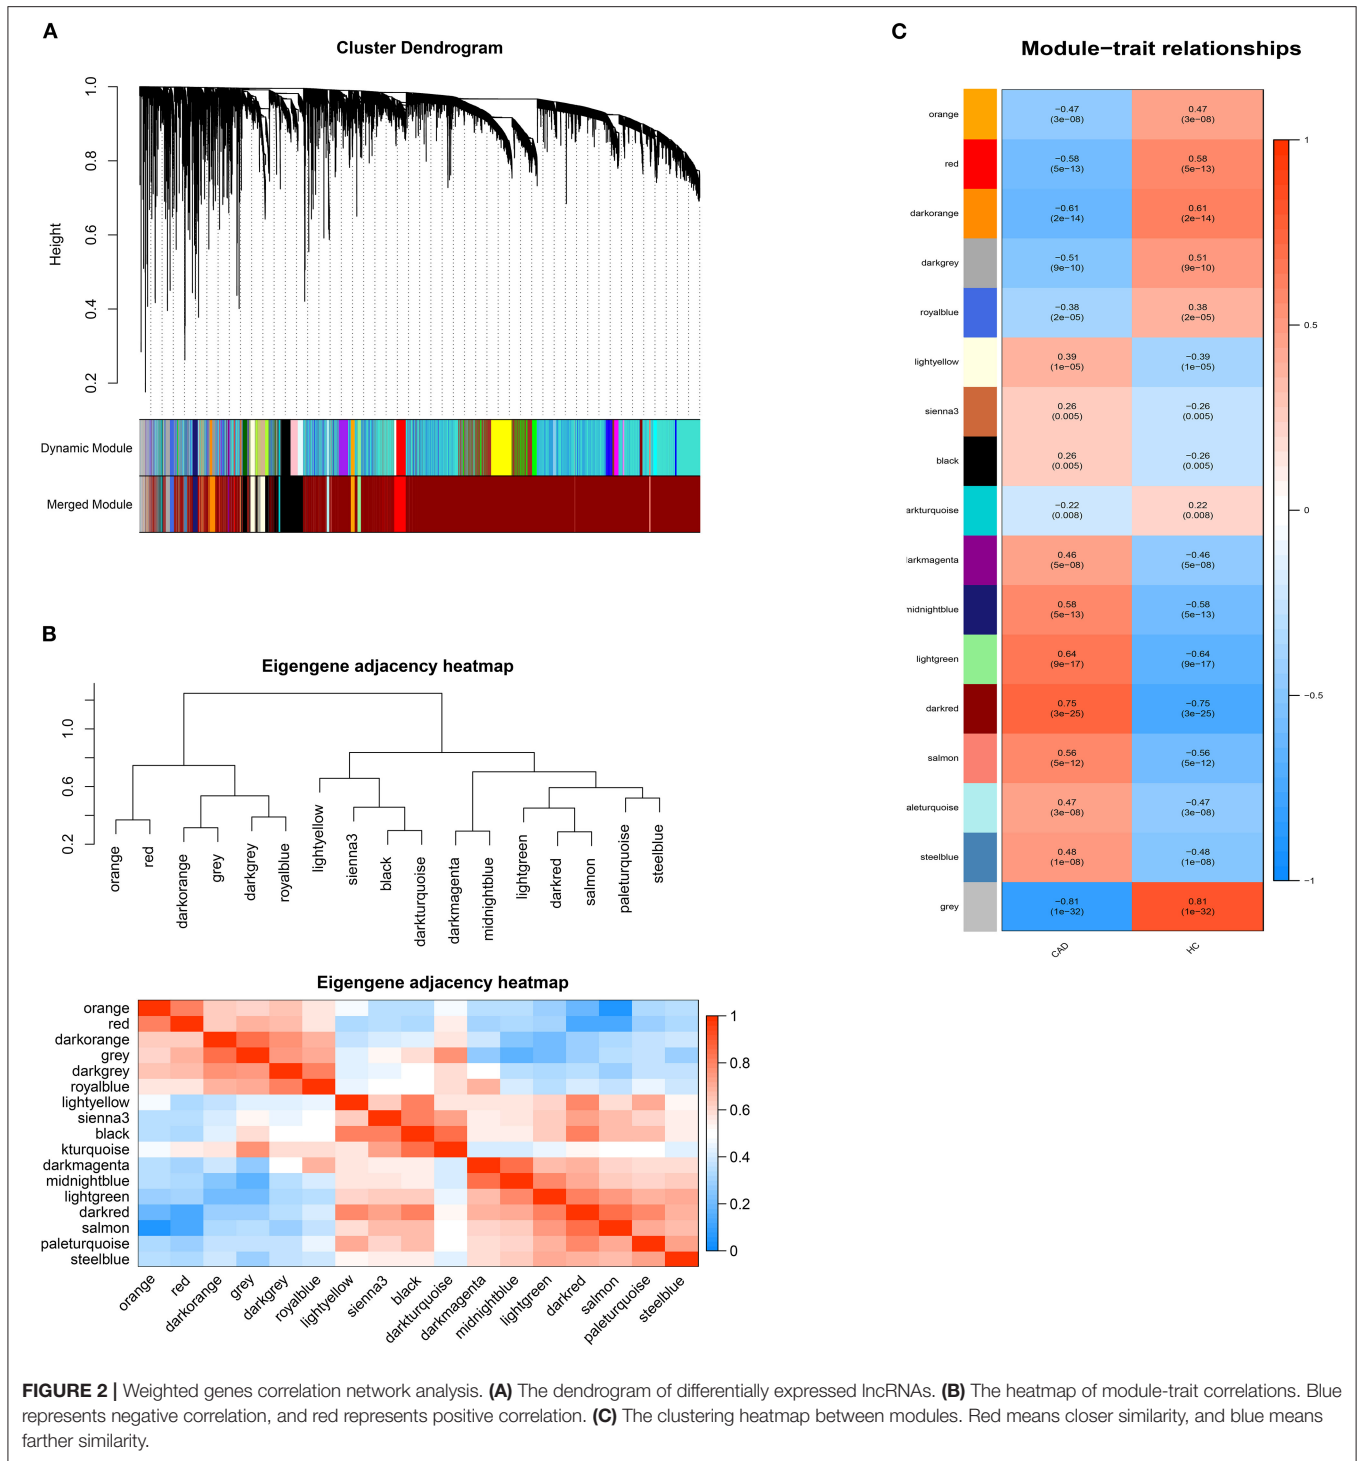 A
Cluster Dendrogram
Height
1.0
0.8
0.6
0.4
0.2
Dynamic Module
Merged Module
B
Eigengene adjacency heatmap
1.0
0.6
0.2
orange
red
darkorange
grey
darkgrey
royalblue
lightyellow
sienna3
black
darkturquoise
darkmagenta
midnightblue
lightgreen
darkred
salmon
paleturquoise
steelblue
Eigengene adjacency heatmap
orange
red
darkorange
grey
darkgrey
royalblue
lightyellow
sienna3
black
kturquoise
darkmagenta
midnightblue
lightgreen
darkred
salmon
paleturquoise
steelblue
orange
red
darkorange
grey
darkgrey
royalblue
lightyellow
sienna3
black
darkturquoise
darkmagenta
midnightblue
lightgreen
darkred
salmon
paleturquoise
steelblue
1
0.8
0.6
0.4
0.2
0
C
Module−trait relationships
orange −0.47 0.47
(3e−08) (3e−08)
red −0.58 0.58
(5e−13) (5e−13)
darkorange −0.61 0.61
(2e−14) (2e−14)
darkgrey −0.51 0.51
(9e−10) (9e−10)
royalblue −0.38 0.38
(2e−05) (2e−05)
lightyellow 0.39 −0.39
(1e−05) (1e−05)
sienna3 0.26 −0.26
(0.005) (0.005)
black 0.26 −0.26
(0.005) (0.005)
arkturquoise −0.22 0.22
(0.008) (0.008)
arkmagenta 0.46 −0.46
(5e−08) (5e−08)
midnightblue 0.58 −0.58
(5e−13) (5e−13)
lightgreen 0.64 −0.64
(9e−17) (9e−17)
darkred 0.75 −0.75
(3e−25) (3e−25)
salmon 0.56 −0.56
(5e−12) (5e−12)
aleturquoise 0.47 −0.47
(3e−08) (3e−08)
steelblue 0.48 −0.48
(1e−08) (1e−08)
grey −0.81 0.81
(1e−32) (1e−32)
CAD
HC
1
0.5
0
−0.5
−1
FIGURE 2 | Weighted genes correlation network analysis. (A) The dendrogram of differentially expressed lncRNAs. (B) The heatmap of module-trait correlations. Blue
represents negative correlation, and red represents positive correlation. (C) The clustering heatmap between modules. Red means closer similarity, and blue means
farther similarity.